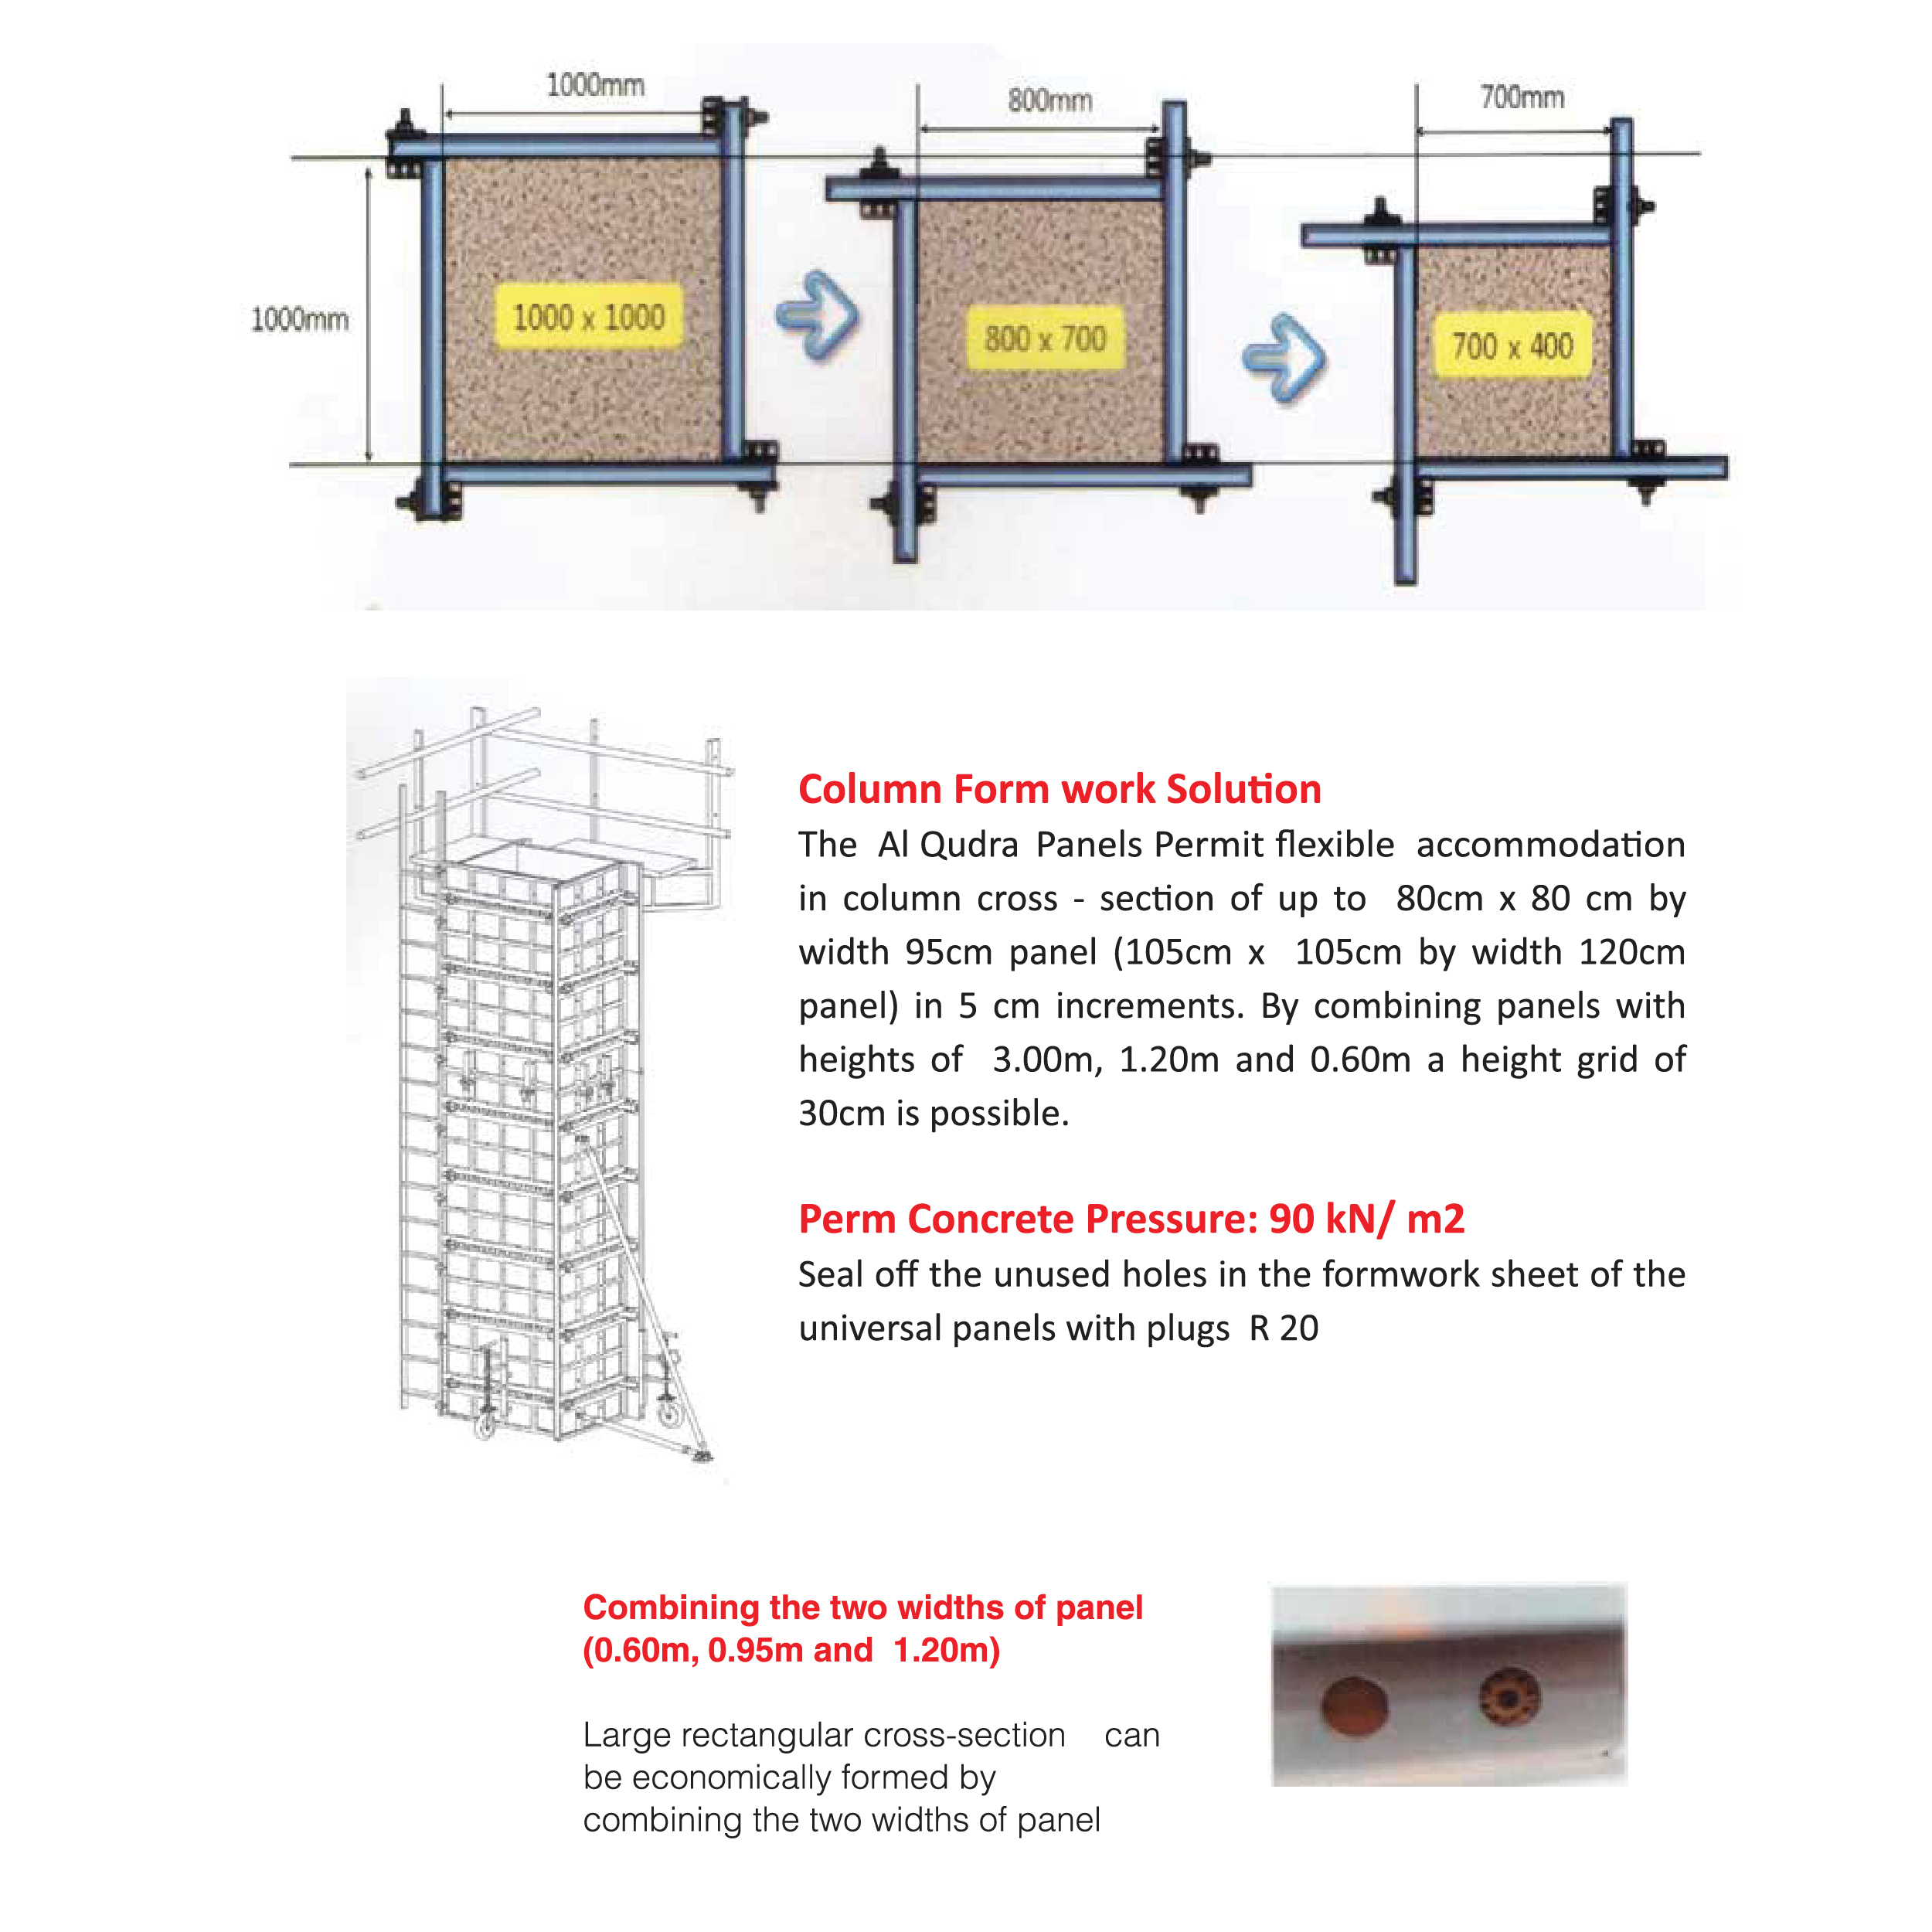 1000mm
800mm
700mm
1000mm
1000 x 1000
800 x 700
700 x 400
Column Form work Solution
The Al Qudra Panels Permit flexible accommodation
in column cross - section of up to 80cm x 80 cm by
width 95cm panel (105cm x 105cm by width 120cm
panel) in 5 cm increments. By combining panels with
heights of 3.00m, 1.20m and 0.60m a height grid of
30cm is possible.
Perm Concrete Pressure: 90 kN/ m2
Seal off the unused holes in the formwork sheet of the
universal panels with plugs R 20
Combining the two widths of panel
(0.60m, 0.95m and 1.20m)
Large rectangular cross-section can
be economically formed by
combining the two widths of panel